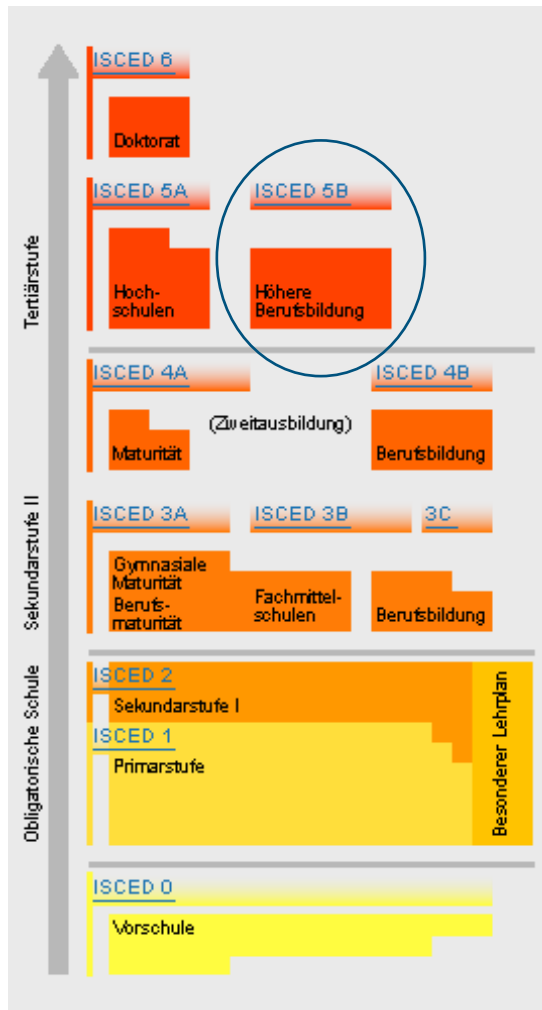 ISCED 6
Doktorat
ISCED 5A
ISCED 5B
Hoch-
schulen
Höhere
Berufsbildung
Tertiärstufe
ISCED 4A
ISCED 4B
(Zweitausbildung)
Maturität
Berufsbildung
Sekundarstufe II
ISCED 3A
ISCED 3B
3C
Gymnasiale
Maturität
Berufs-
maturität
Fachmittel-
schulen
Berufsbildung
Obligatorische Schule
ISCED 2
Sekundarstufe I
ISCED 1
Primarstufe
Besonderer Lehrplan
ISCED 0
Vorschule